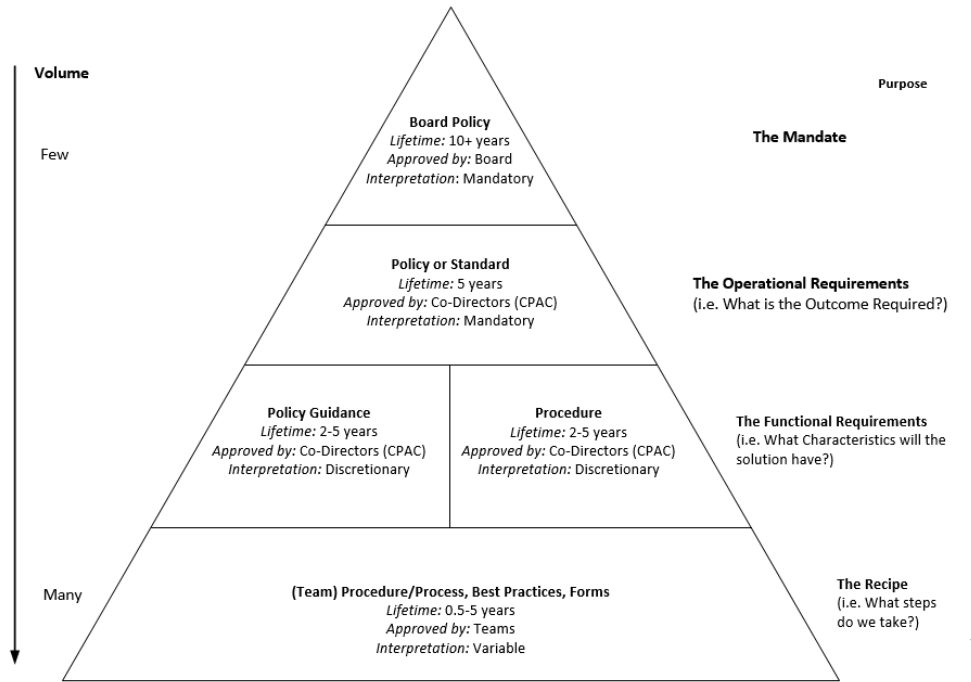 Volume
Purpose
Few
Board Policy
Lifetime: 10+ years
Approved by: Board
Interpretation: Mandatory
The Mandate
Policy or Standard
Lifetime: 5 years
Approved by: Co-Directors (CPAC)
Interpretation: Mandatory
The Operational Requirements
(i.e. What is the Outcome Required?)
Policy Guidance
Lifetime: 2-5 years
Approved by: Co-Directors (CPAC)
Interpretation: Discretionary
Procedure
Lifetime: 2-5 years
Approved by: Co-Directors (CPAC)
Interpretation: Discretionary
The Functional Requirements
(i.e. What Characteristics will the
solution have?)
Many
(Team) Procedure/Process, Best Practices, Forms
Lifetime: 0.5-5 years
Approved by: Teams
Interpretation: Variable
The Recipe
(i.e. What steps
do we take?)